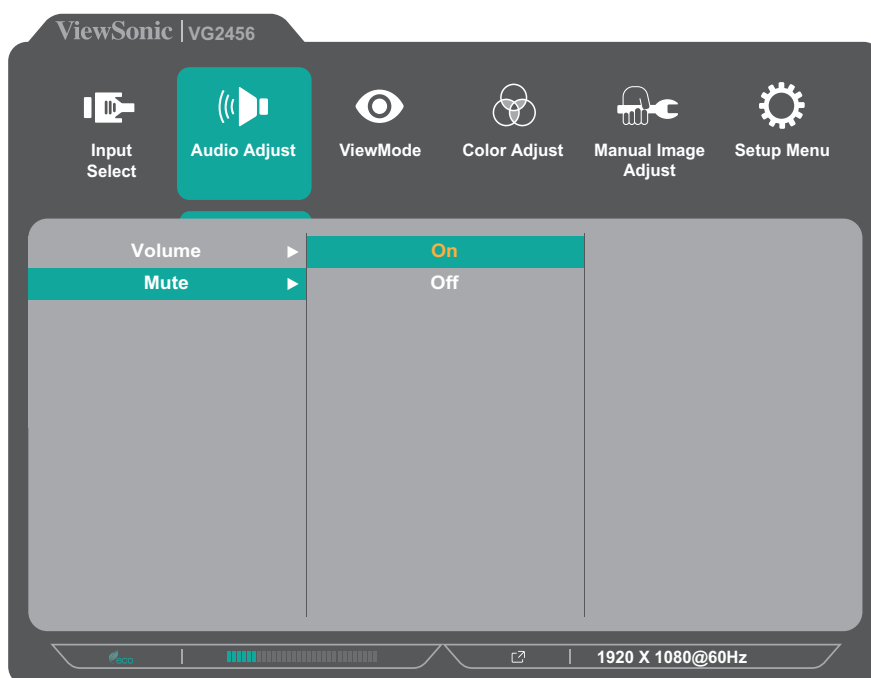 ViewSonic | VG2456
Input
Select
Audio Adjust
ViewMode
Color Adjust
Manual Image
Adjust
Setup Menu
Volume
On
Mute
Off
eco
1920 X 1080@60Hz